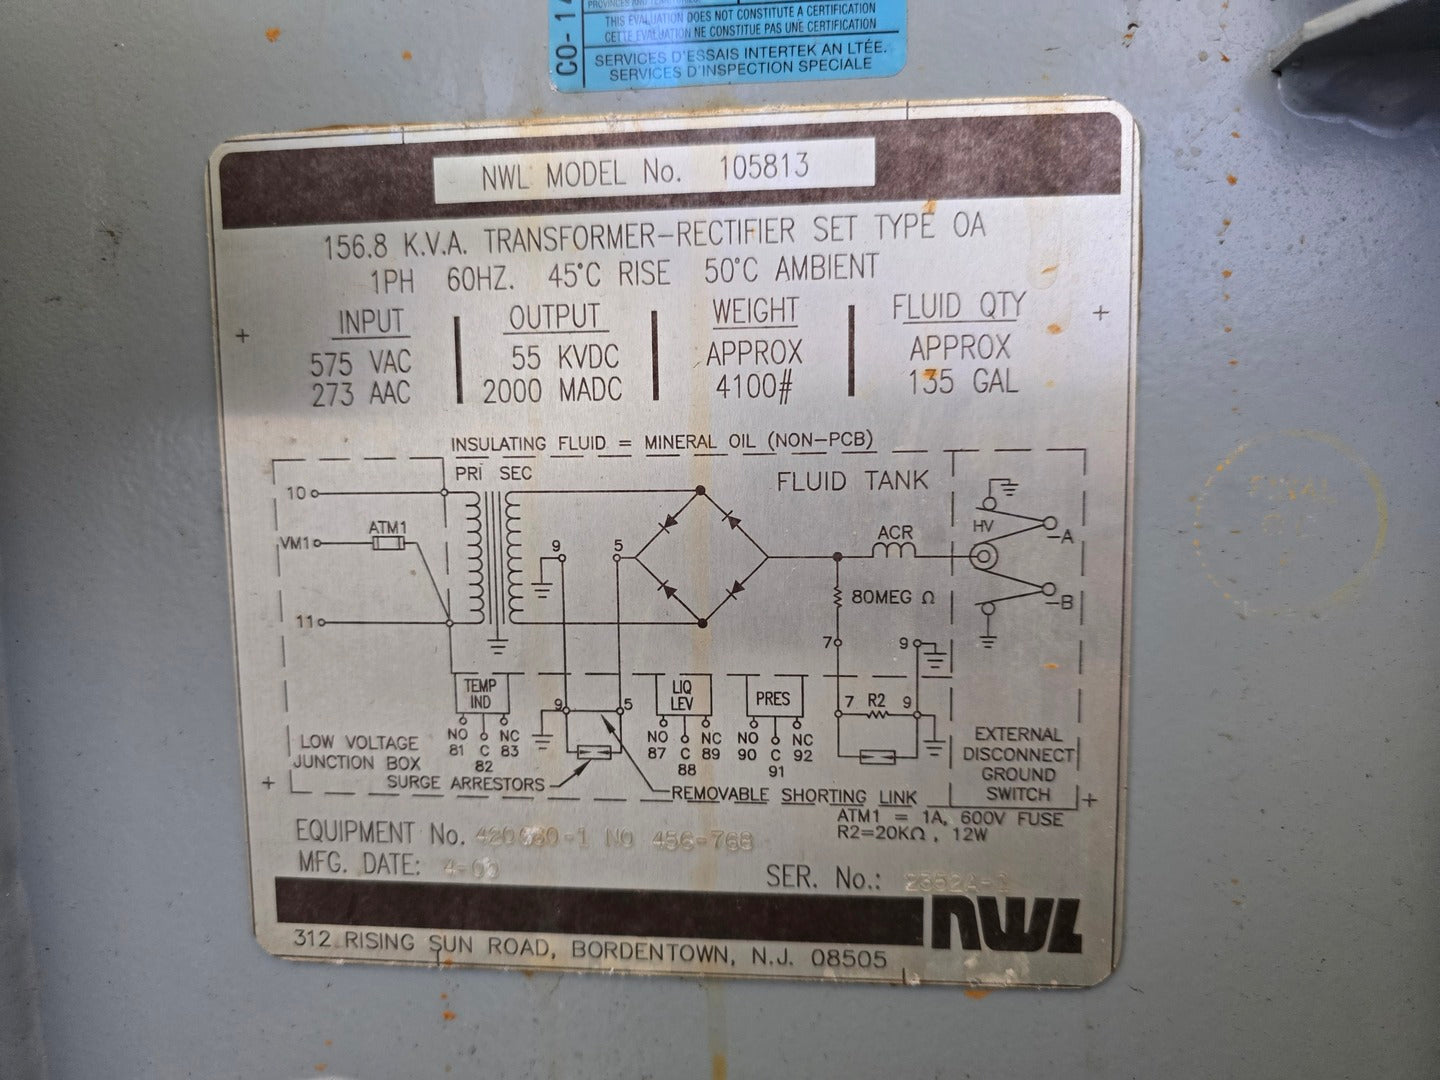 CO-14
THIS EVALUATION DOES NOT CONSTITUTE A CERTIFICATION
CETTE EVALUATION NE CONSTITUE PAS UNE CERTIFICATION
SERVICES D'ESSAIS INTERTEK AN LTÉE.
SERVICES D'INSPECTION SPECIALE
NWL MODEL No. 105813
156.8 K.V.A. TRANSFORMER-RECTIFIER SET TYPE OA
1PH 60HZ. 45°C RISE 50°C AMBIENT
INPUT OUTPUT WEIGHT FLUID QTY
575 VAC 55 KVDC APPROX APPROX
273 AAC 2000 MADC 4100# 135 GAL
INSULATING FLUID = MINERAL OIL (NON-PCB)
PRI SEC FLUID TANK
10
HV
ATM1 ACR
VM1 9 5 -A
80MEG Ω -B
11
7 9
TEMP IND LIQ LEV PRES
9 5 7 R2 9
NO C NC NO C NC NO C NC
81 82 83 87 88 89 90 91 92
LOW VOLTAGE
JUNCTION BOX
SURGE ARRESTORS
REMOVABLE SHORTING LINK
EXTERNAL
DISCONNECT
GROUND
SWITCH
ATM1 = 1A, 600V FUSE
R2=20KΩ, 12W
EQUIPMENT No. NO 456-768
MFG. DATE:
SER. No.:
NWL
312 RISING SUN ROAD, BORDENTOWN, N.J. 08505
FINAL